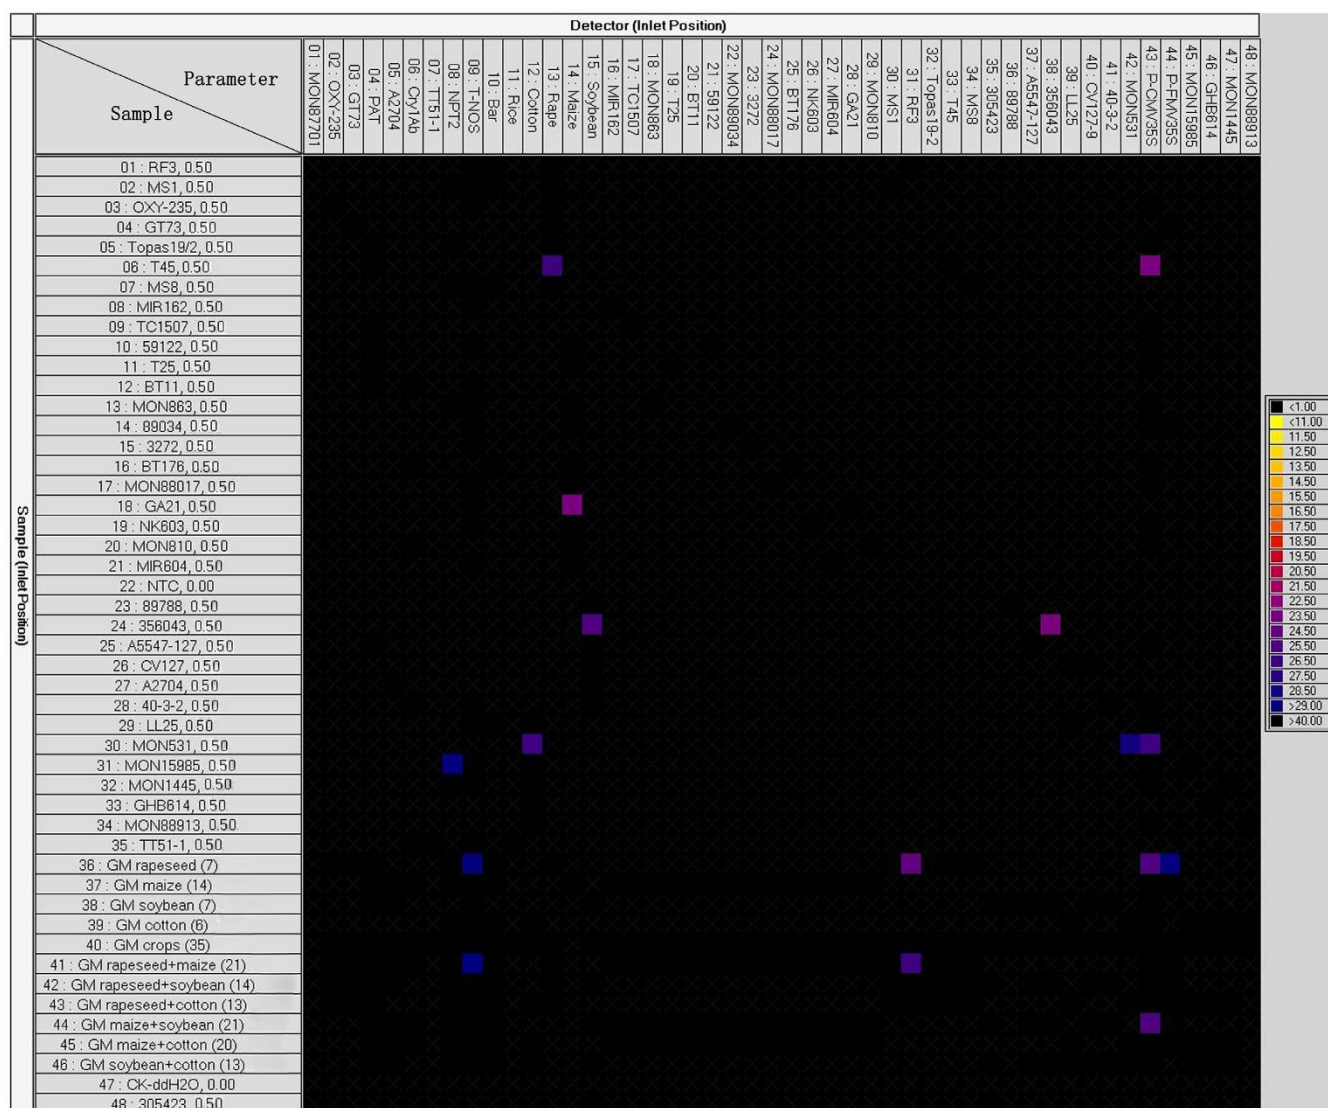 Detector (Inlet Position)
Parameter
Sample
01 : MON87701
02 : OXY-235
03 : GT73
04 : PAT
05 : A2704
06 : Cry1Ab
07 : TT51-1
08 : NPT2
09 : T-NOS
10 : Bar
11 : Rice
12 : Cotton
13 : Rape
14 : Maize
15 : Soybean
16 : MIR162
17 : TC1507
18 : MON863
19 : T25
20 : BT11
21 : 59122
22 : MON89034
23 : 3272
24 : MON88017
25 : BT176
26 : NK603
27 : MIR604
28 : GA21
29 : MON810
30 : MS1
31 : RF3
32 : Topas19-2
33 : T45
34 : MS8
35 : 305423
36 : 89788
37 : A5547-127
38 : 356043
39 : LL25
40 : CV127-9
41 : 40-3-2
42 : MON531
43 : P-CMV35S
44 : P-FMV35S
45 : MON15985
46 : GHB614
47 : MON1445
48 : MON88913
Sample (Inlet Position)
01 : RF3, 0.50
02 : MS1, 0.50
03 : OXY-235, 0.50
04 : GT73, 0.50
05 : Topas19/2, 0.50
06 : T45, 0.50
07 : MS8, 0.50
08 : MIR162, 0.50
09 : TC1507, 0.50
10 : 59122, 0.50
11 : T25, 0.50
12 : BT11, 0.50
13 : MON863, 0.50
14 : 89034, 0.50
15 : 3272, 0.50
16 : BT176, 0.50
17 : MON88017, 0.50
18 : GA21, 0.50
19 : NK603, 0.50
20 : MON810, 0.50
21 : MIR604, 0.50
22 : NTC, 0.00
23 : 89788, 0.50
24 : 356043, 0.50
25 : A5547-127, 0.50
26 : CV127, 0.50
27 : A2704, 0.50
28 : 40-3-2, 0.50
29 : LL25, 0.50
30 : MON531, 0.50
31 : MON15985, 0.50
32 : MON1445, 0.50
33 : GHB614, 0.50
34 : MON88913, 0.50
35 : TT51-1, 0.50
36 : GM rapeseed (7)
37 : GM maize (14)
38 : GM soybean (7)
39 : GM cotton (6)
40 : GM crops (35)
41 : GM rapeseed+maize (21)
42 : GM rapeseed+soybean (14)
43 : GM rapeseed+cotton (13)
44 : GM maize+soybean (21)
45 : GM maize+cotton (20)
46 : GM soybean+cotton (13)
47 : CK-ddH2O, 0.00
48 : 305423, 0.50
<1.00
<11.00
11.50
12.50
13.50
14.50
15.50
16.50
17.50
18.50
19.50
20.50
21.50
22.50
23.50
24.50
25.50
26.50
27.50
28.50
>29.00
>40.00